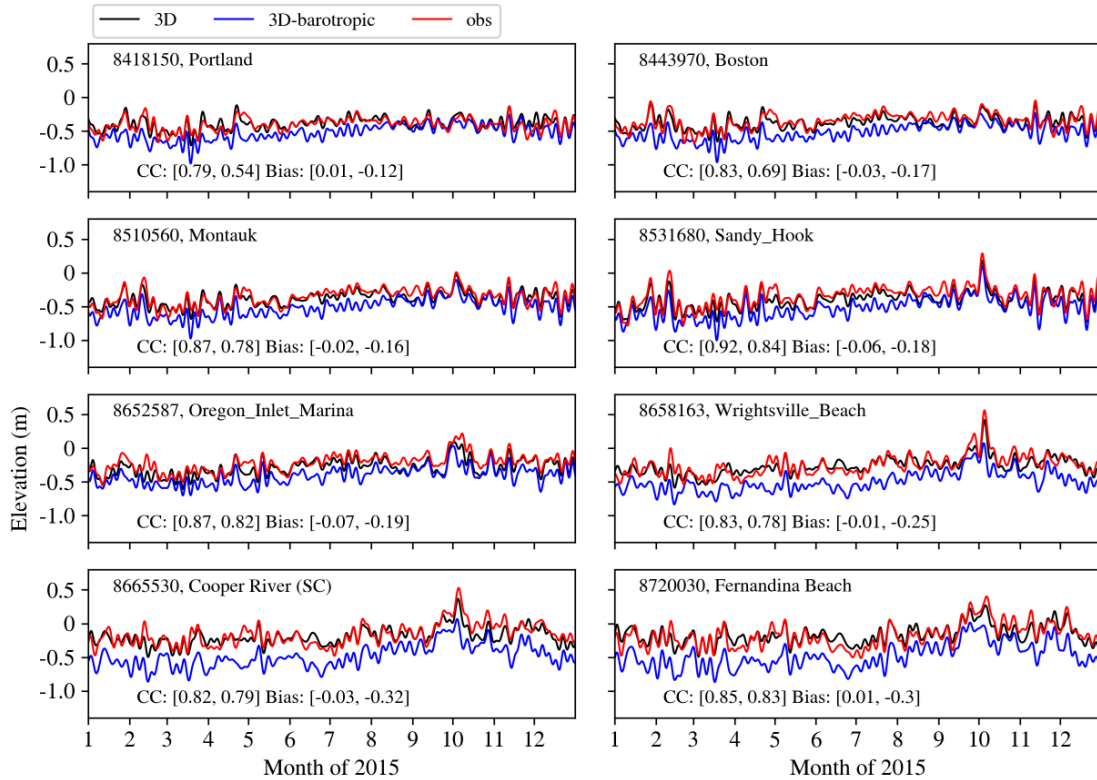 3D 3D-barotropic obs
8418150, Portland
CC: [0.79, 0.54] Bias: [0.01, -0.12]
0.5
0
-0.5
-1.0
8443970, Boston
CC: [0.83, 0.69] Bias: [-0.03, -0.17]
8510560, Montauk
CC: [0.87, 0.78] Bias: [-0.02, -0.16]
0.5
0
-0.5
-1.0
8531680, Sandy_Hook
CC: [0.92, 0.84] Bias: [-0.06, -0.18]
Elevation (m)
8652587, Oregon_Inlet_Marina
CC: [0.87, 0.82] Bias: [-0.07, -0.19]
0.5
0
-0.5
-1.0
8658163, Wrightsville_Beach
CC: [0.83, 0.78] Bias: [-0.01, -0.25]
8665530, Cooper River (SC)
CC: [0.82, 0.79] Bias: [-0.03, -0.32]
0.5
0
-0.5
-1.0
8720030, Fernandina Beach
CC: [0.85, 0.83] Bias: [0.01, -0.3]
1 2 3 4 5 6 7 8 9 10 11 12
Month of 2015
1 2 3 4 5 6 7 8 9 10 11 12
Month of 2015